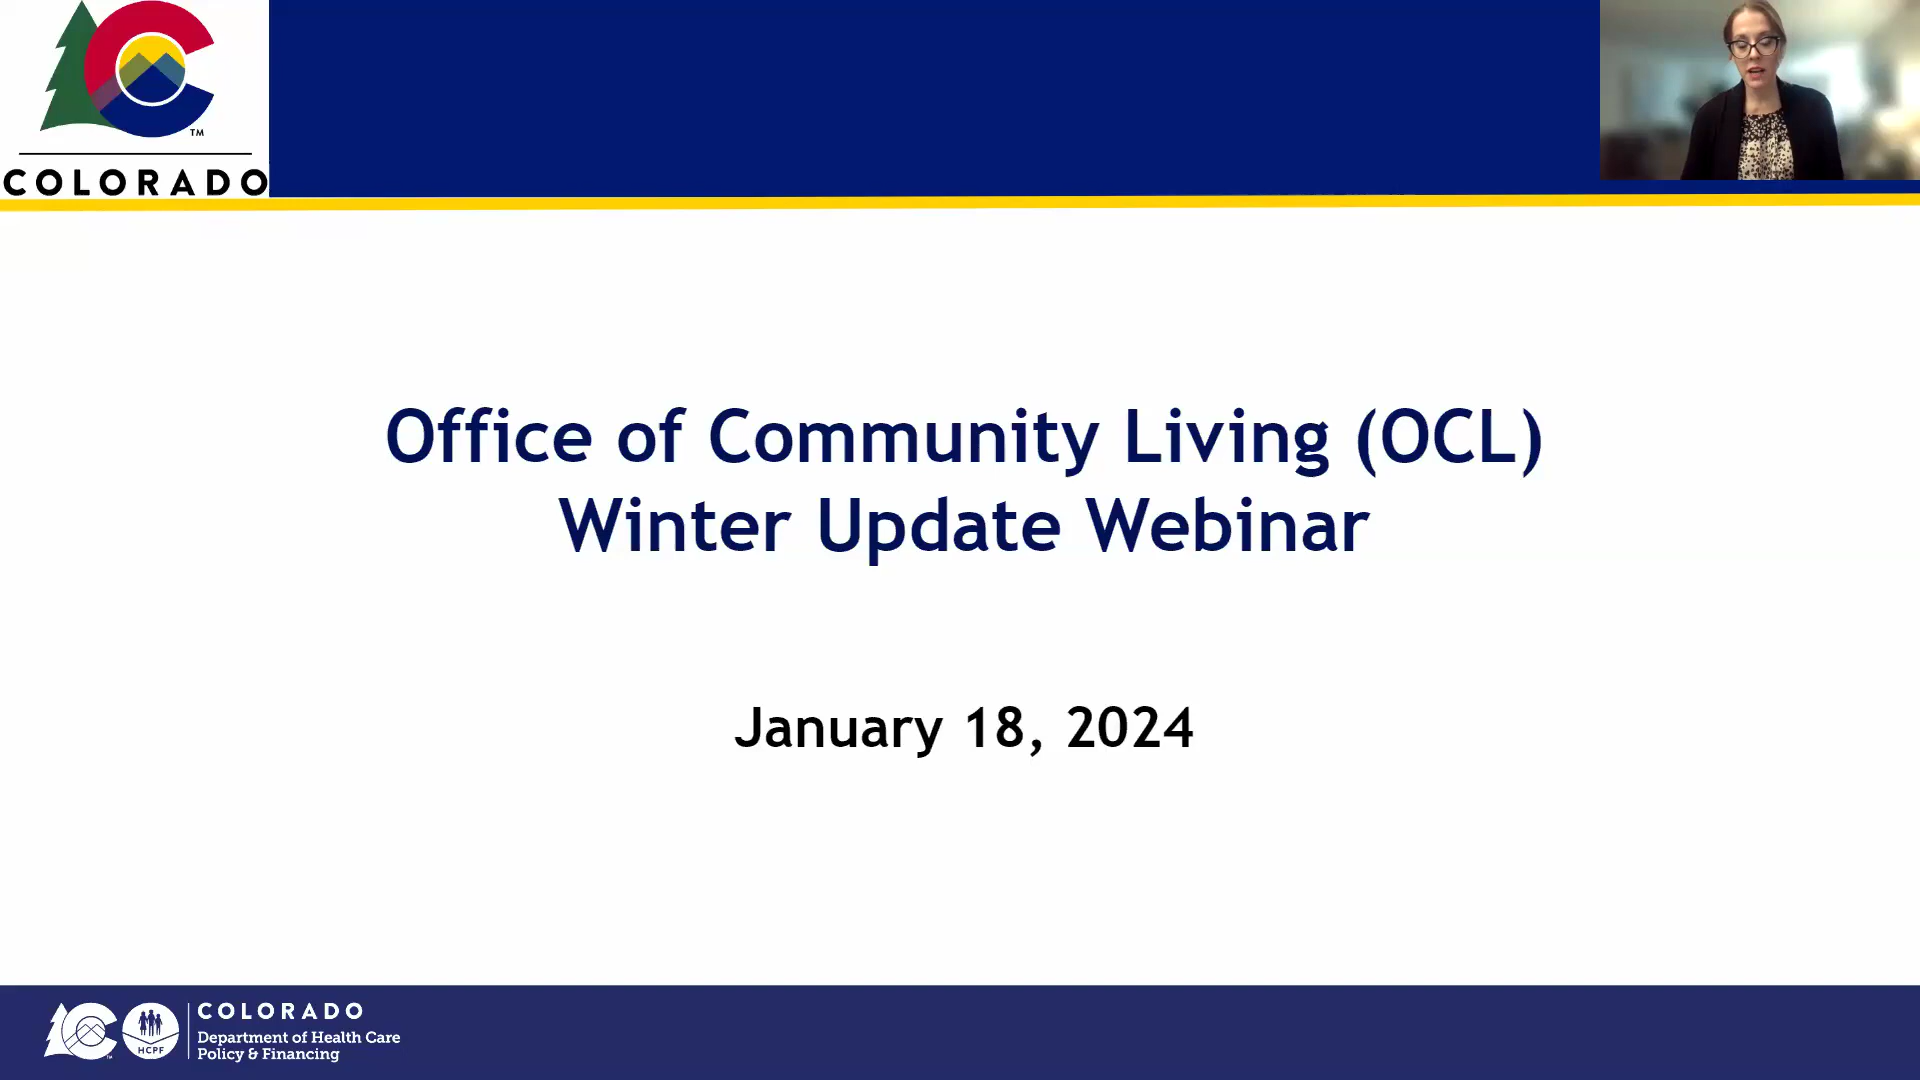 TM
COLORADO
Office of Community Living (OCL)
Winter Update Webinar
January 18, 2024
HCPF
COLORADO
Department of Health Care
Policy & Financing